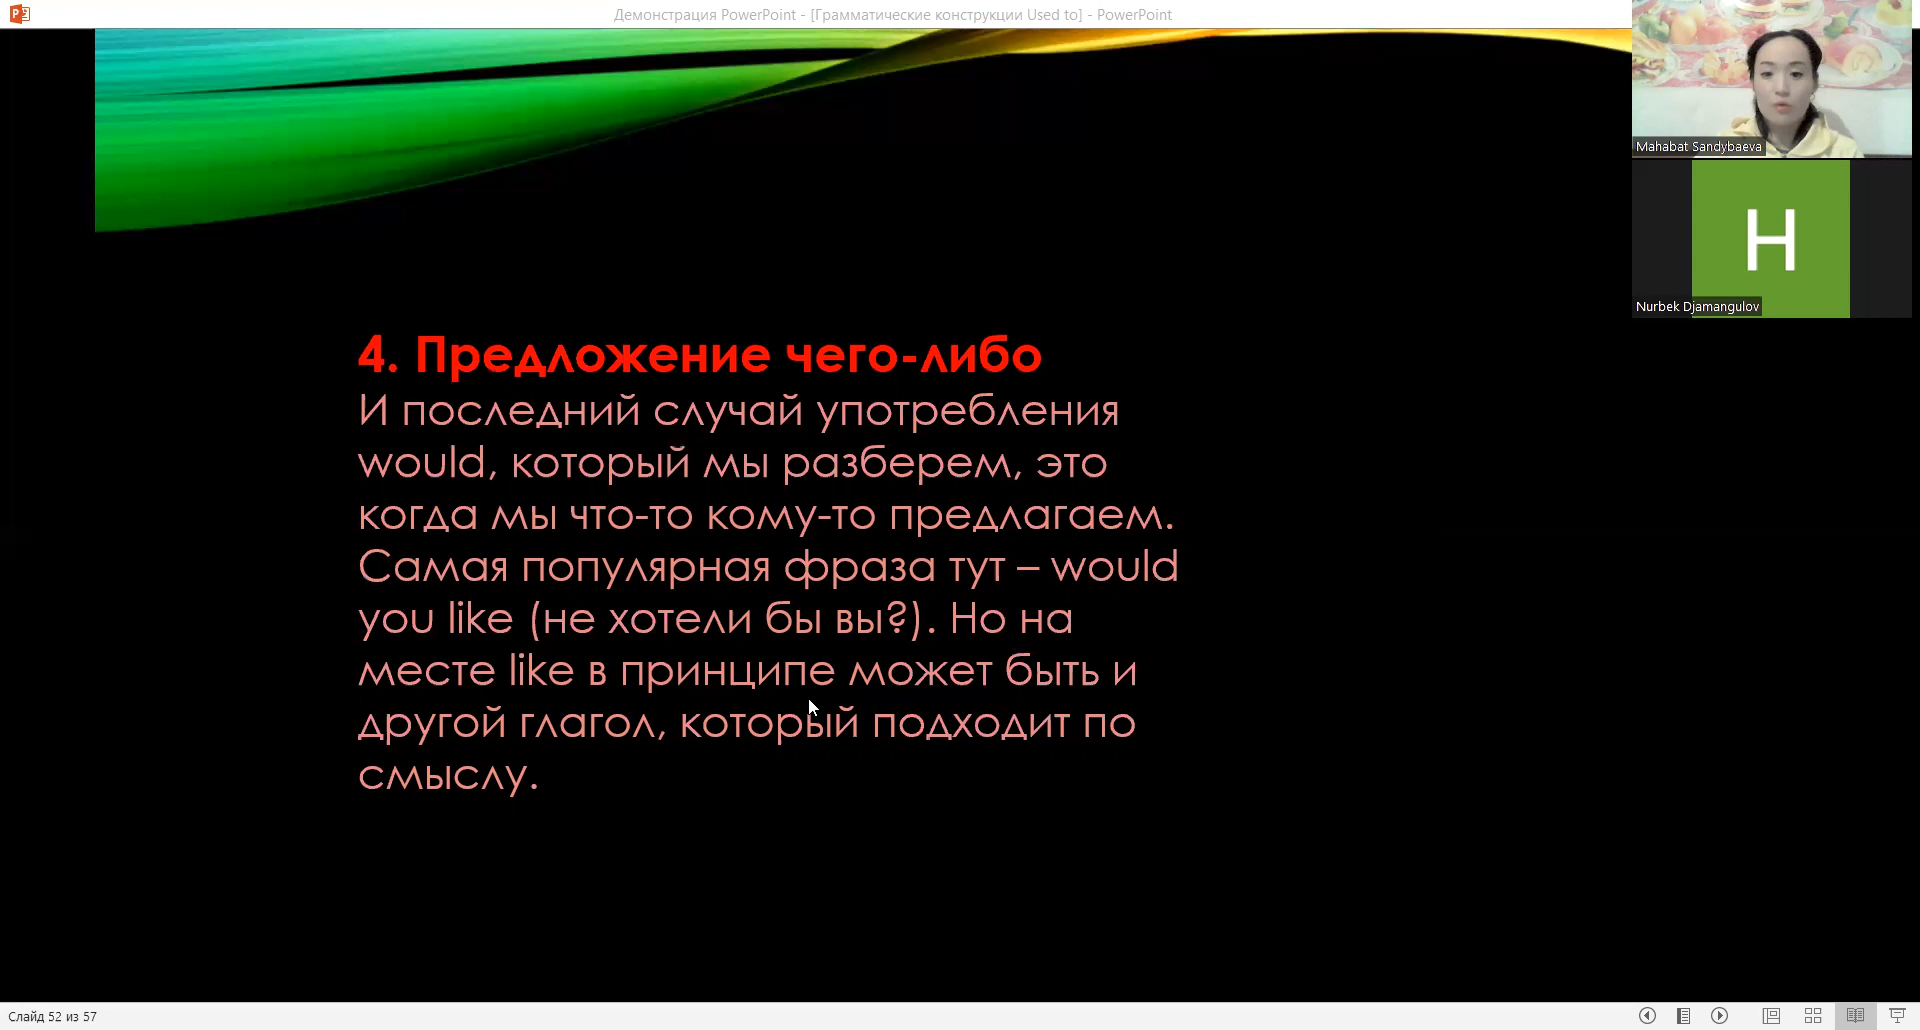 Демонстрация PowerPoint - [Грамматические конструкции Used to] - PowerPoint
Mahabat Sandybaeva
H
Nurbek Djamangulov
4. Предложение чего-либо
И последний случай употребления
would, который мы разберем, это
когда мы что-то кому-то предлагаем.
Самая популярная фраза тут – would
you like (не хотели бы вы?). Но на
месте like в принципе может быть и
другой глагол, который подходит по
смыслу.
Слайд 52 из 57